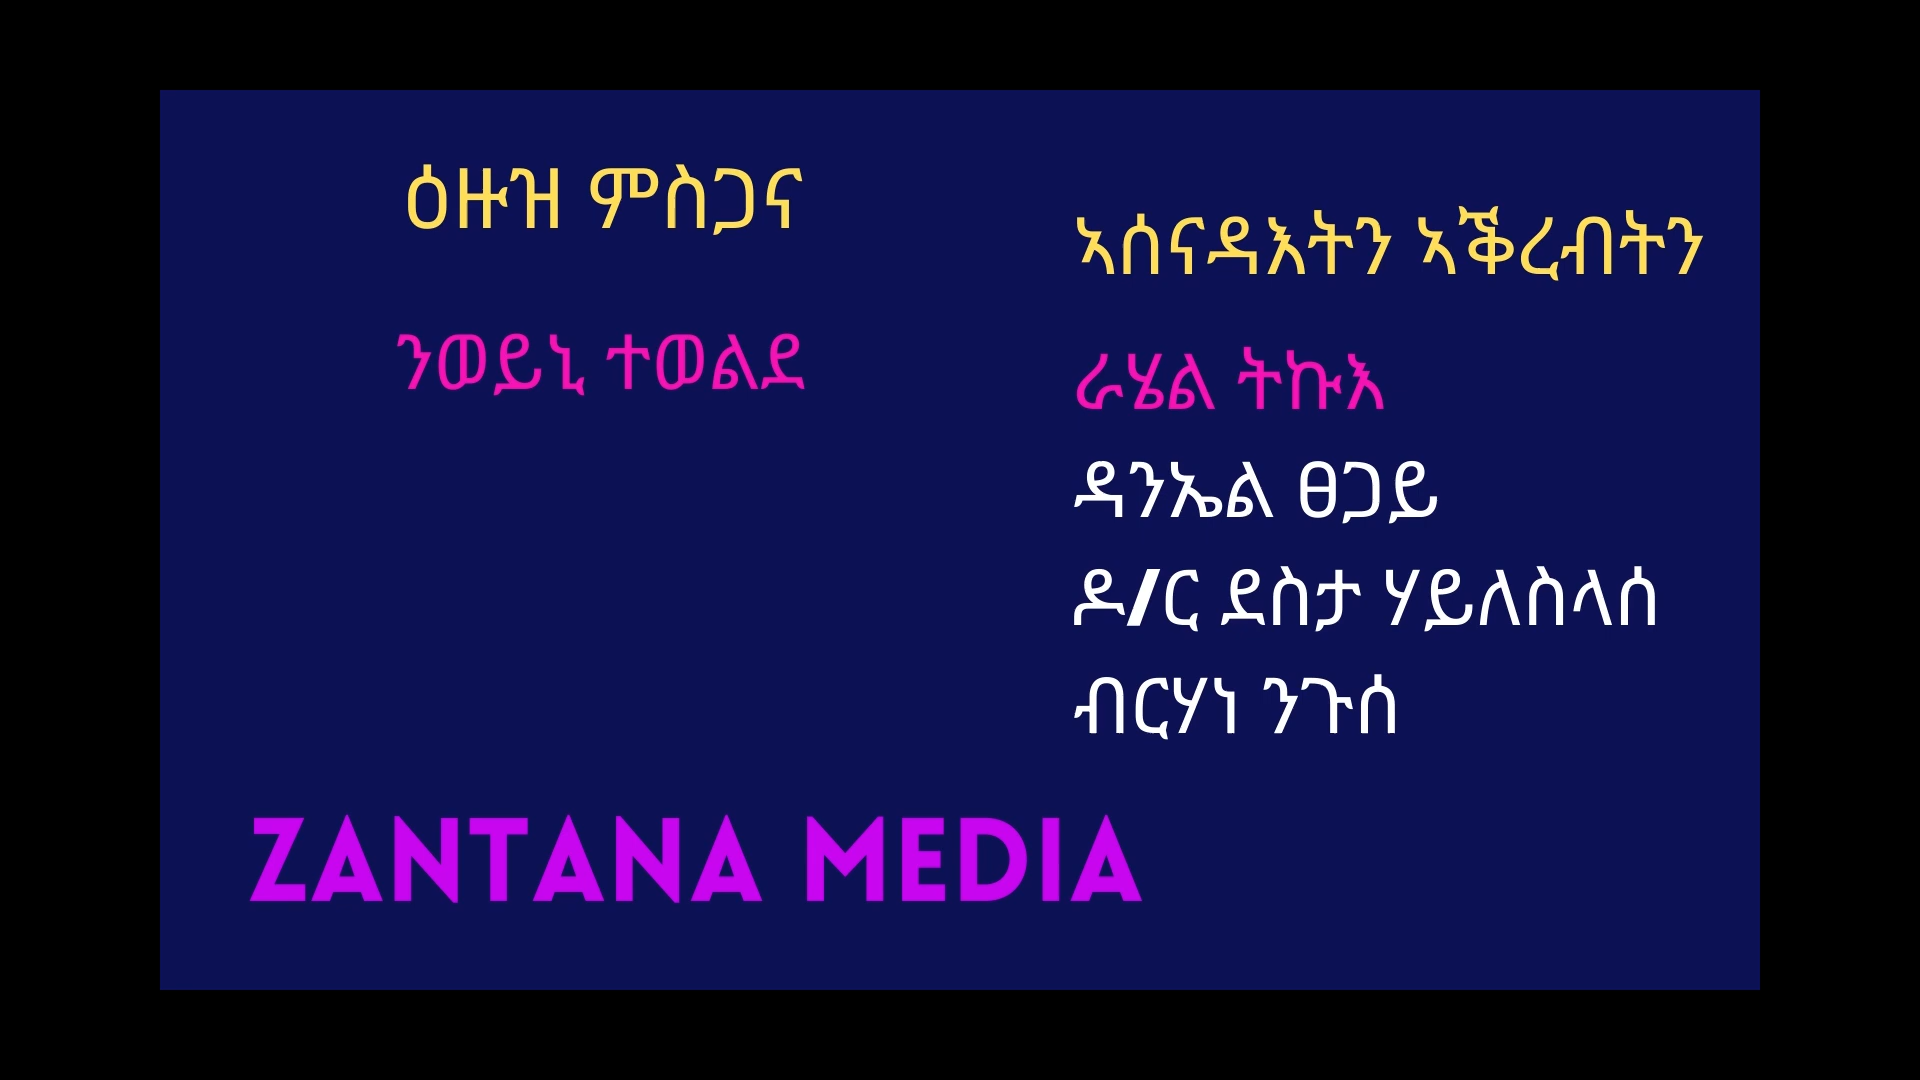 ዕዙዝ ምስጋና
ንወይኒ ተወልደ
ኣሰናዳእትን ኣቕረብትን
ራሄል ትኩእ
ዳንኤል ፀጋይ
ዶ/ር ደስታ ሃይለስላሰ
ብርሃነ ንጉሰ
ZANTANA MEDIA